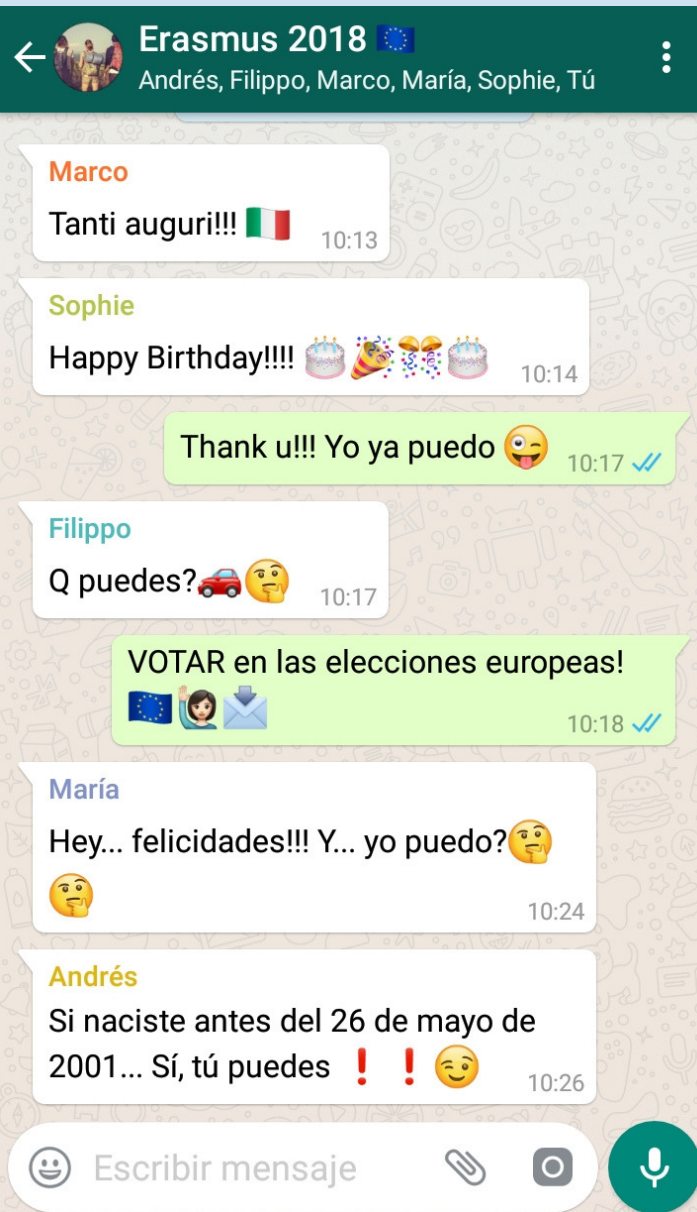 Erasmus 2018 🇪🇺
Andrés, Filippo, Marco, María, Sophie, Tú
Marco
Tanti auguri!!! 🇮🇹
10:13
Sophie
Happy Birthday!!!! 🎂🎉🎊🎂
10:14
Thank u!!! Yo ya puedo 😜
10:17
Filippo
Q puedes?🚗🤔
10:17
VOTAR en las elecciones europeas!
🇪🇺🙋🏻📩
10:18
María
Hey... felicidades!!! Y... yo puedo?🤔
🤔
10:24
Andrés
Si naciste antes del 26 de mayo de
2001... Sí, tú puedes ❗❗😉
10:26
Escribir mensaje